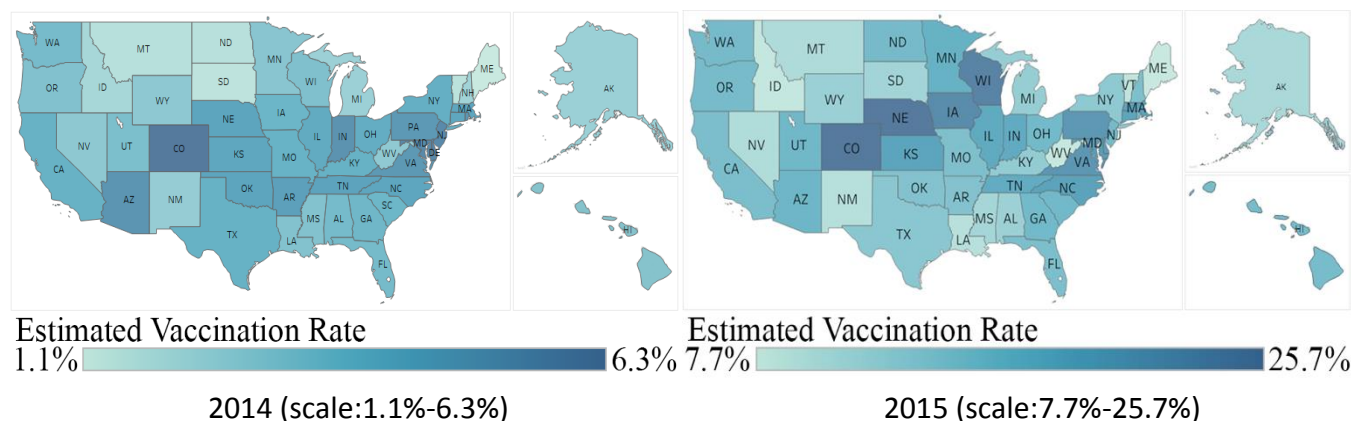 WA
MT
ND
MN
ME
OR
ID
SD
WI
NH
WY
MI
NY
MA
IA
NE
PA
NJ
NV
IL
IN
OH
MD
DE
UT
CO
WV
CA
KS
MO
KY
VA
AZ
OK
TN
NC
NM
AR
SC
MS
AL
GA
TX
LA
FL
AK
HI
Estimated Vaccination Rate
1.1% 6.3%
2014 (scale:1.1%-6.3%)
WA
MT
ND
MN
ME
OR
ID
SD
WI
VT
WY
MI
NY
MA
IA
NE
NJ
NV
IL
IN
OH
MD
UT
CO
WV
CA
KS
MO
KY
VA
AZ
OK
TN
NC
NM
AR
MS
AL
GA
TX
LA
FL
AK
HI
Estimated Vaccination Rate
7.7% 25.7%
2015 (scale:7.7%-25.7%)